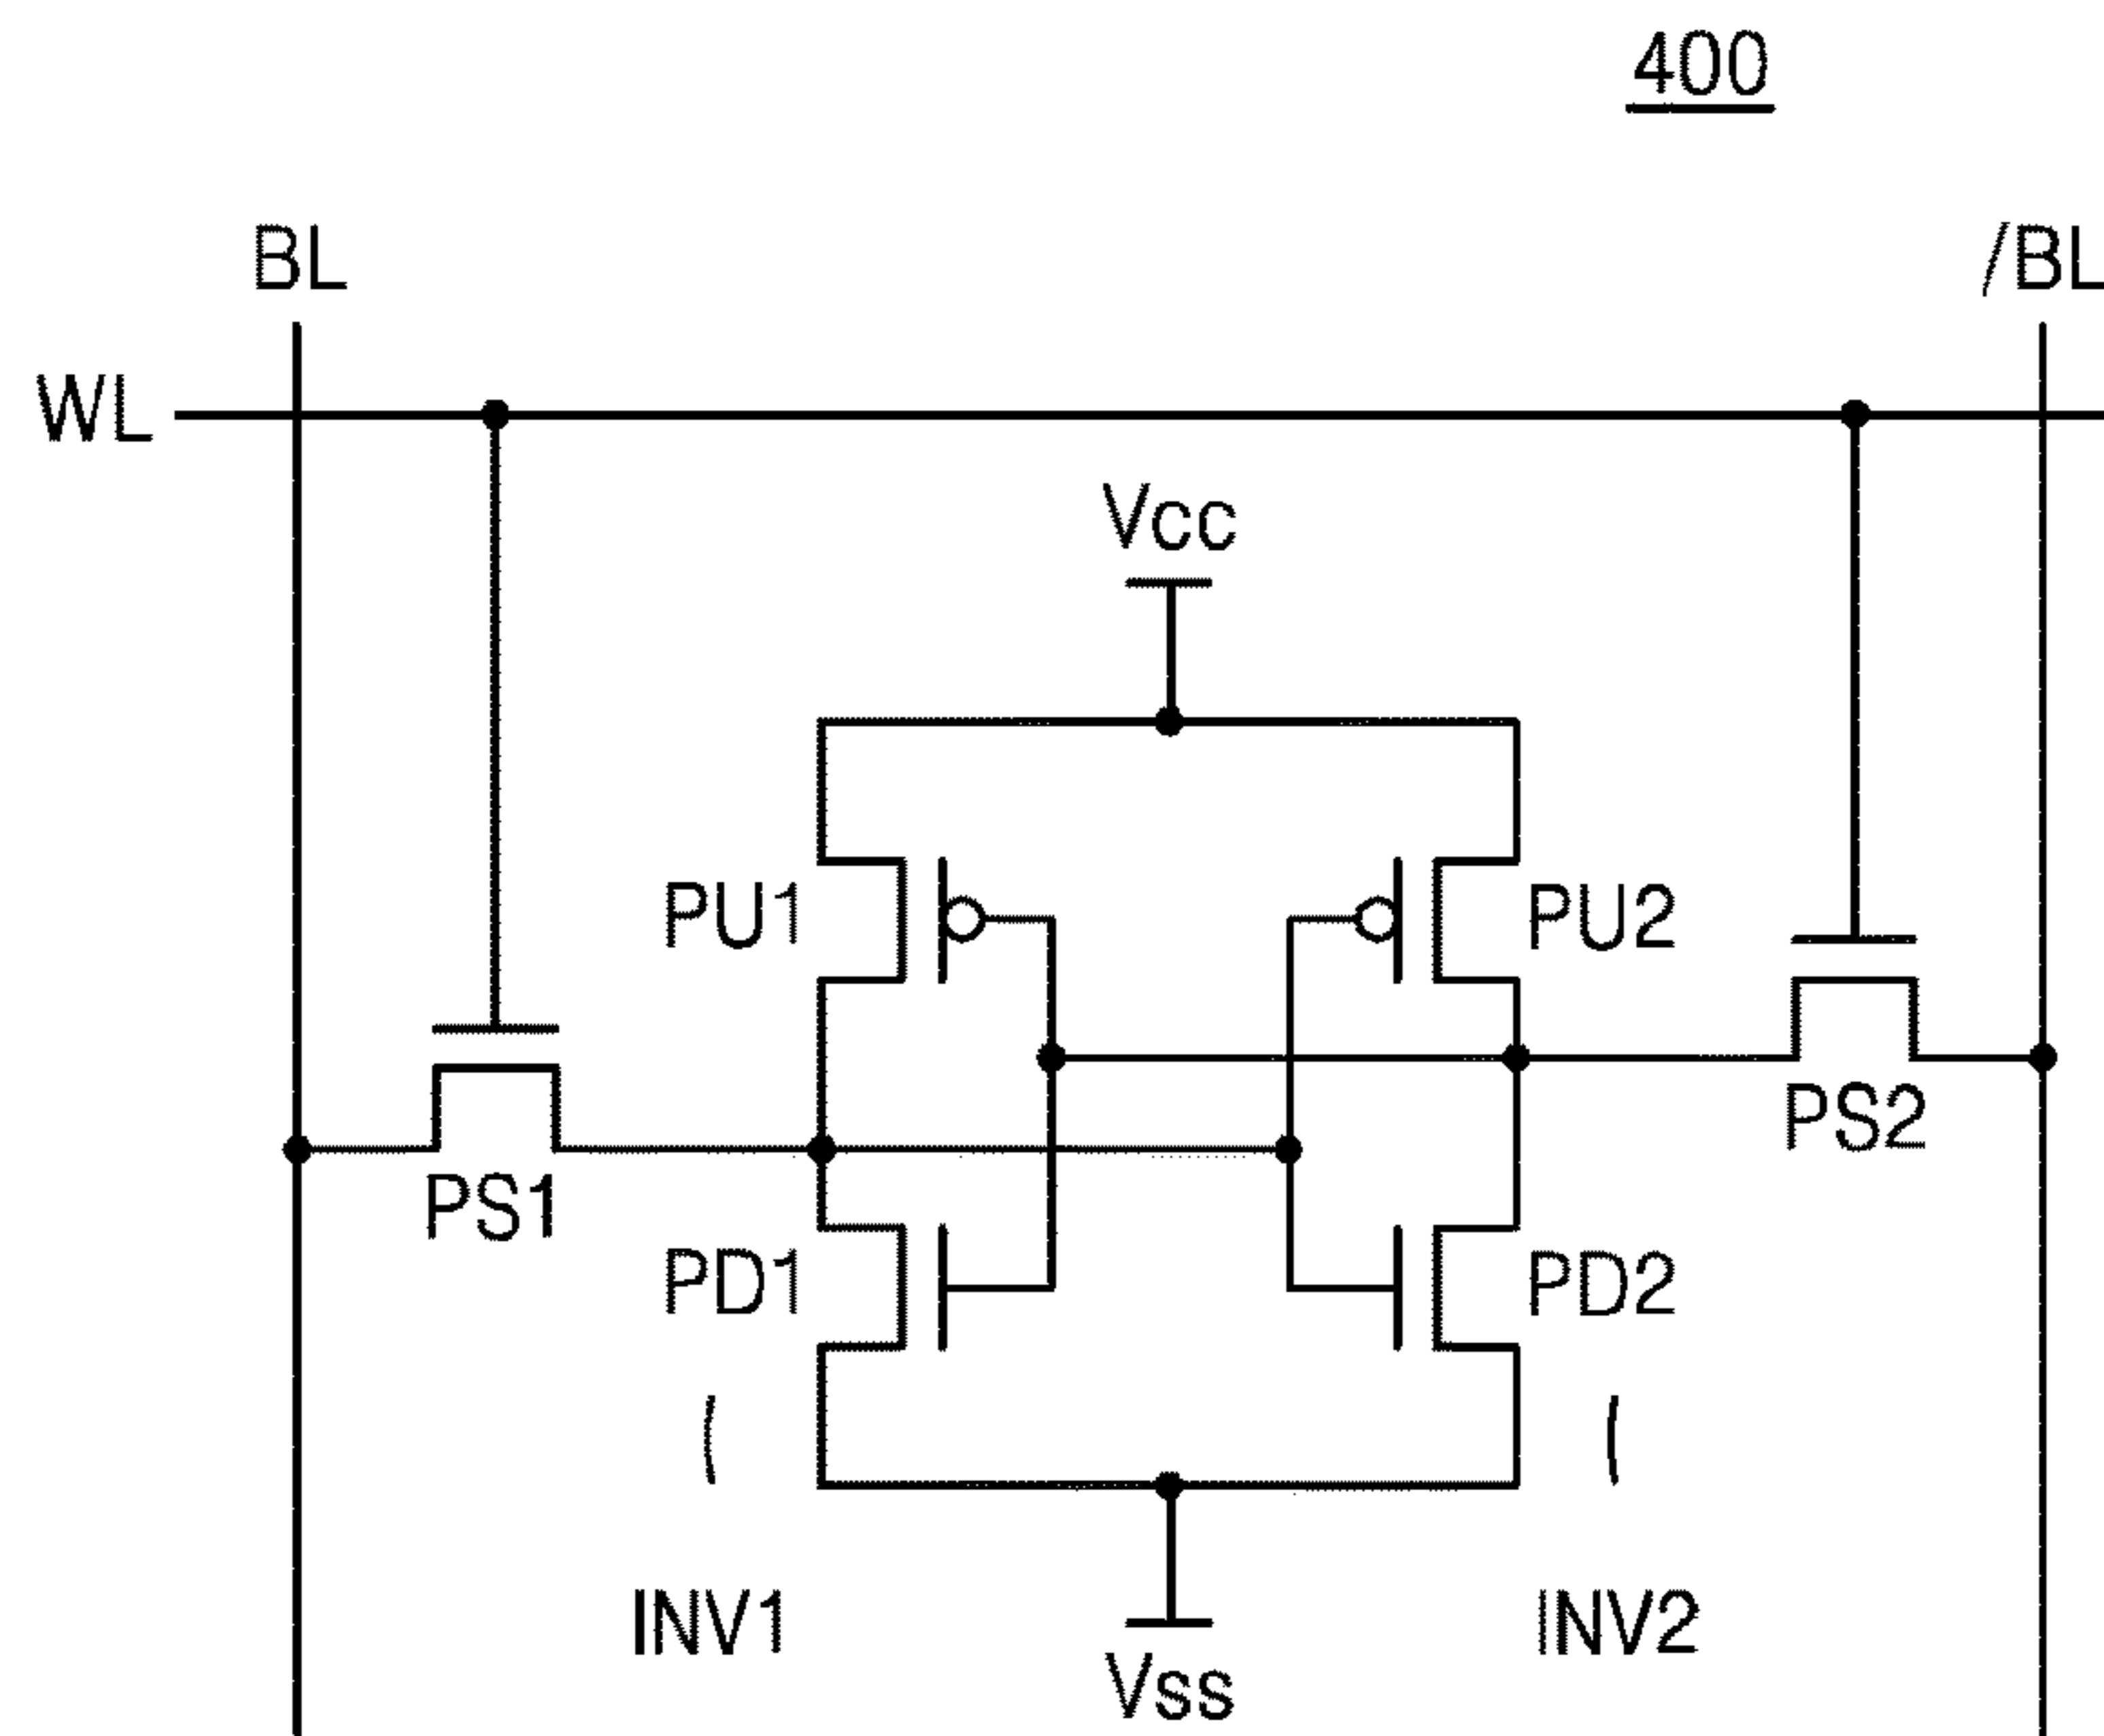 400
BL /BL
WL
Vcc
PU1 PU2
PS2
PS1
PD1 PD2
INV1 INV2
Vss